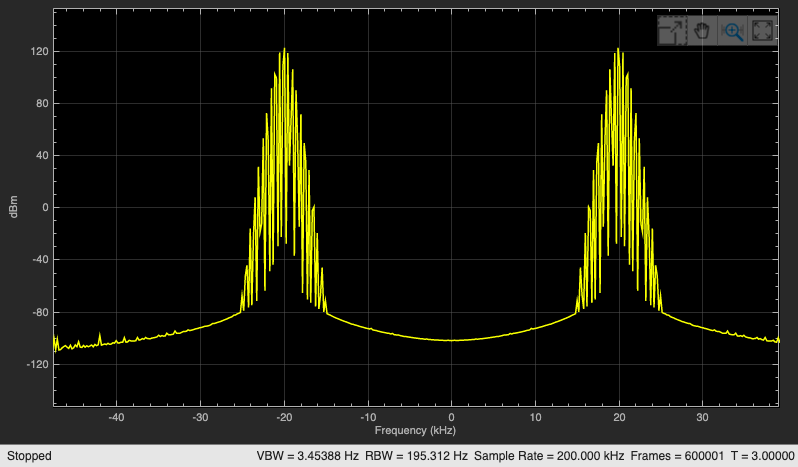 120
80
40
0
-40
-80
-120
dBm
-40 -30 -20 -10 0 10 20 30
Frequency (kHz)
Stopped VBW = 3.45388 Hz RBW = 195.312 Hz Sample Rate = 200.000 kHz Frames = 600001 T = 3.00000